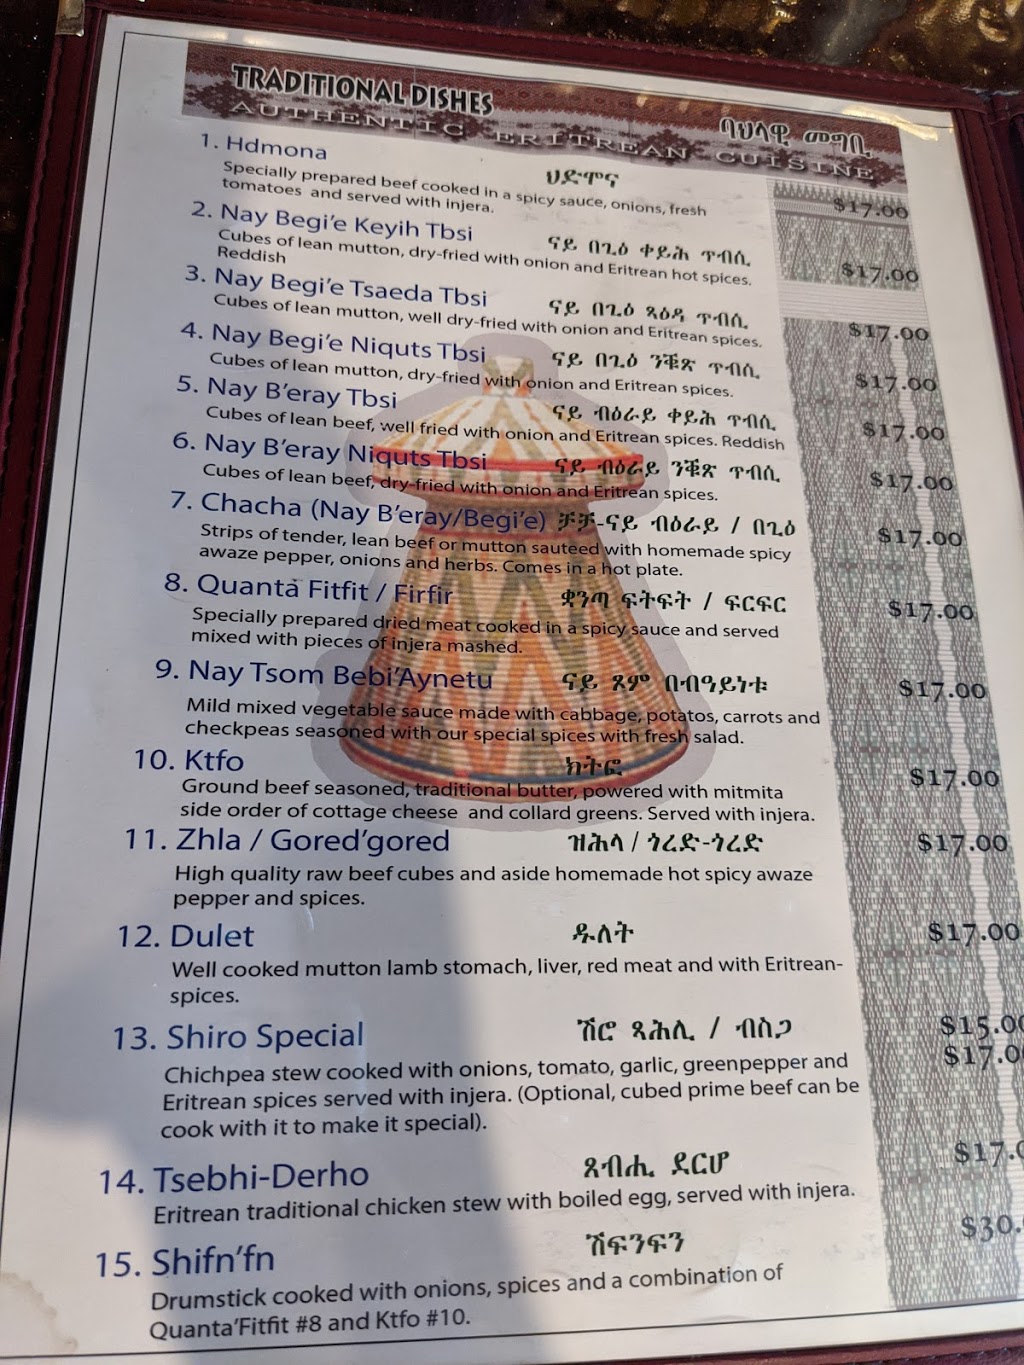 TRADITIONAL DISHES
ባህላዊ መግቢ
AUTHENTIC ERITREAN CUISINE
1. Hdmona ህድሞና $17.00
Specially prepared beef cooked in a spicy sauce, onions, fresh
tomatoes and served with injera.
2. Nay Begi'e Keyih Tbsi ናይ በጊዕ ቀይሕ ጥብሲ $17.00
Cubes of lean mutton, dry-fried with onion and Eritrean hot spices.
Reddish
3. Nay Begi'e Tsaeda Tbsi ናይ በጊዕ ጻዕዳ ጥብሲ $17.00
Cubes of lean mutton, well dry-fried with onion and Eritrean spices.
4. Nay Begi'e Niquts Tbsi ናይ በጊዕ ንቑጽ ጥብሲ $17.00
Cubes of lean mutton, dry-fried with onion and Eritrean spices.
5. Nay B'eray Tbsi ናይ ብዕራይ ቀይሕ ጥብሲ $17.00
Cubes of lean beef, well fried with onion and Eritrean spices. Reddish
6. Nay B'eray Niquts Tbsi ናይ ብዕራይ ንቑጽ ጥብሲ $17.00
Cubes of lean beef, dry-fried with onion and Eritrean spices.
7. Chacha (Nay B'eray/Begi'e) ቻቻ-ናይ ብዕራይ / በጊዕ $17.00
Strips of tender, lean beef or mutton sauteed with homemade spicy
awaze pepper, onions and herbs. Comes in a hot plate.
8. Quanta Fitfit / Firfir ቋንጣ ፍትፍት / ፍርፍር $17.00
Specially prepared dried meat cooked in a spicy sauce and served
mixed with pieces of injera mashed.
9. Nay Tsom Bebi'Aynetu ናይ ጾም በብዓይነቱ $17.00
Mild mixed vegetable sauce made with cabbage, potatos, carrots and
checkpeas seasoned with our special spices with fresh salad.
10. Ktfo ክትፎ $17.00
Ground beef seasoned, traditional butter, powered with mitmita
side order of cottage cheese and collard greens. Served with injera.
11. Zhla / Gored'gored ዝሕላ / ጎረድ-ጎረድ $17.00
High quality raw beef cubes and aside homemade hot spicy awaze
pepper and spices.
12. Dulet ዱለት $17.00
Well cooked mutton lamb stomach, liver, red meat and with Eritrean-
spices.
13. Shiro Special ሽሮ ጻሕሊ / ብስጋ $15.00
$17.0
Chichpea stew cooked with onions, tomato, garlic, greenpepper and
Eritrean spices served with injera. (Optional, cubed prime beef can be
cook with it to make it special).
14. Tsebhi-Derho ጸብሒ ደርሆ $17.0
Eritrean traditional chicken stew with boiled egg, served with injera.
15. Shifn'fn ሽፍንፍን $30.
Drumstick cooked with onions, spices and a combination of
Quanta'Fitfit #8 and Ktfo #10.